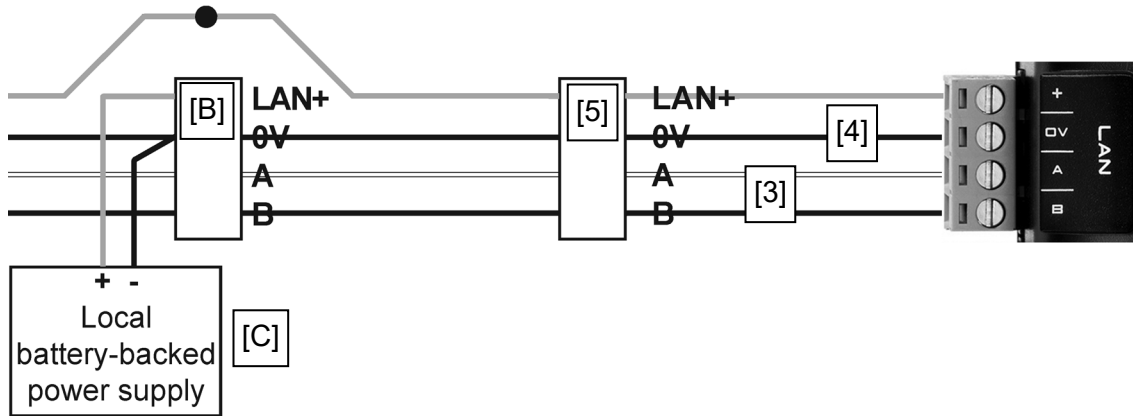 [B]
LAN+
0V
A
B
[5]
LAN+
0V
A
B
[4]
[3]
+
0V
A
B
LAN
+ -
Local
battery-backed
power supply
[C]